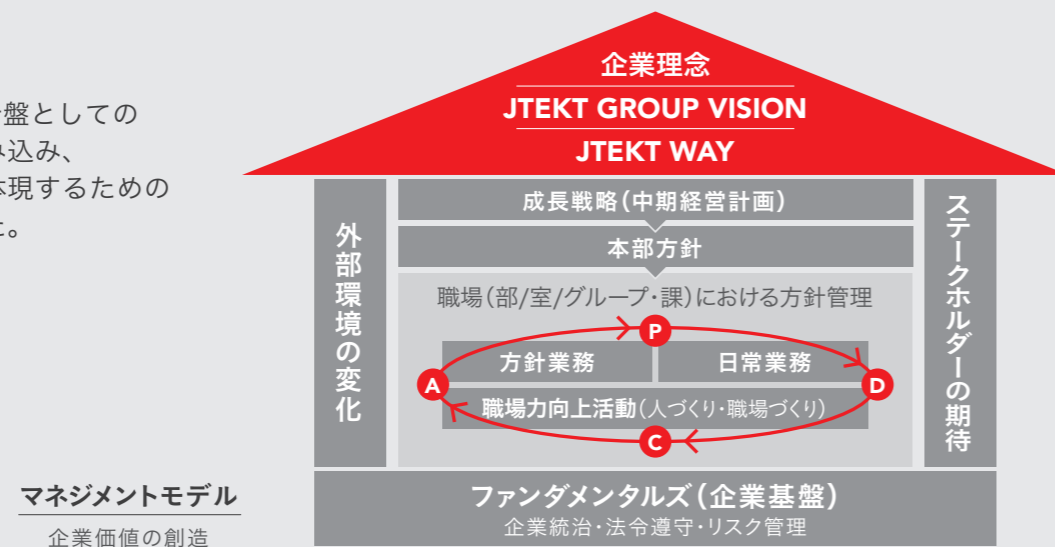 盤としての
み込み、
体現するための
た。
企業理念
JTEKT GROUP VISION
JTEKT WAY
外部環境の変化
成長戦略(中期経営計画)
本部方針
職場(部/室/グループ・課)における方針管理
P
方針業務
日常業務
A
D
職場力向上活動(人づくり・職場づくり)
C
ステークホルダーの期待
マネジメントモデル
企業価値の創造
ファンダメンタルズ(企業基盤)
企業統治・法令遵守・リスク管理